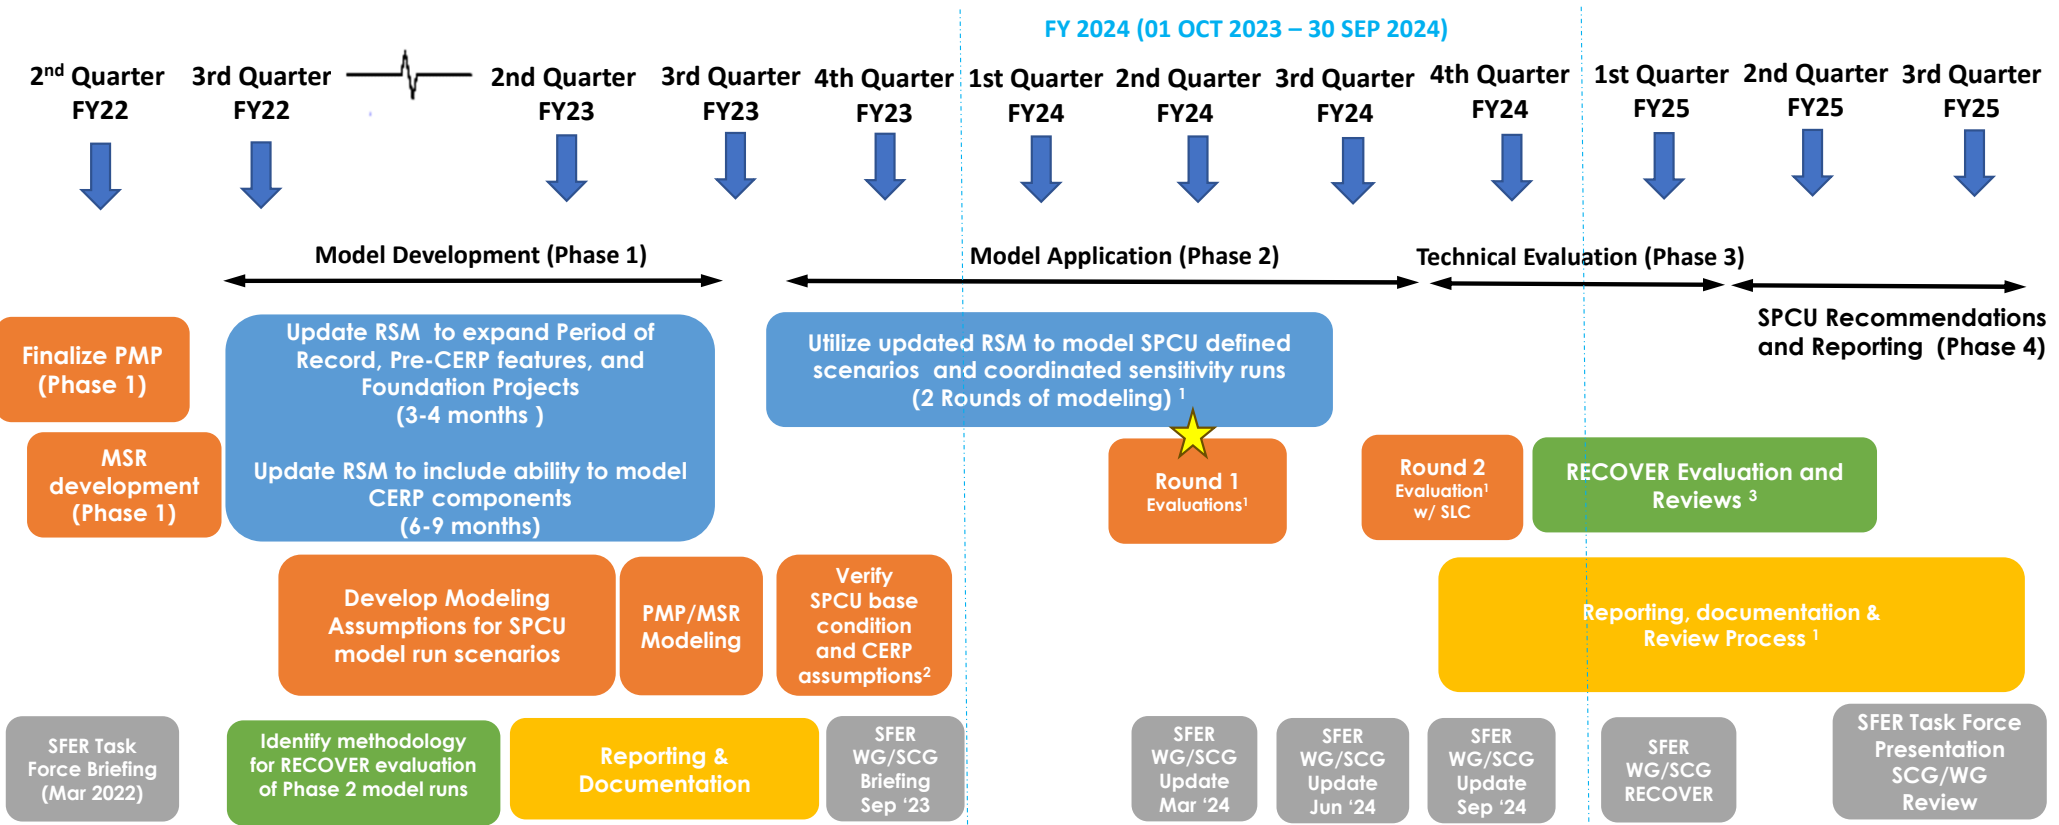 FY 2024 (01 OCT 2023 – 30 SEP 2024)
2nd Quarter
FY22
3rd Quarter
FY22
2nd Quarter
FY23
3rd Quarter
FY23
4th Quarter
FY23
1st Quarter
FY24
2nd Quarter
FY24
3rd Quarter
FY24
4th Quarter
FY24
1st Quarter
FY25
2nd Quarter
FY25
3rd Quarter
FY25
Model Development (Phase 1)
Model Application (Phase 2)
Technical Evaluation (Phase 3)
SPCU Recommendations
and Reporting (Phase 4)
Finalize PMP
(Phase 1)
MSR
development
(Phase 1)
Update RSM to expand Period of
Record, Pre-CERP features, and
Foundation Projects
(3-4 months )
Update RSM to include ability to model
CERP components
(6-9 months)
Utilize updated RSM to model SPCU defined
scenarios and coordinated sensitivity runs
(2 Rounds of modeling) 1
Round 1
Evaluations1
Round 2
Evaluation1
w/ SLC
RECOVER Evaluation and
Reviews 3
Develop Modeling
Assumptions for SPCU
model run scenarios
PMP/MSR
Modeling
Verify
SPCU base
condition
and CERP
assumptions2
Reporting, documentation &
Review Process 1
SFER Task
Force Briefing
(Mar 2022)
Identify methodology
for RECOVER evaluation
of Phase 2 model runs
Reporting &
Documentation
SFER
WG/SCG
Briefing
Sep ‘23
SFER
WG/SCG
Update
Mar ‘24
SFER
WG/SCG
Update
Jun ‘24
SFER
WG/SCG
Update
Sep ‘24
SFER
WG/SCG
RECOVER
SFER Task Force
Presentation
SCG/WG
Review